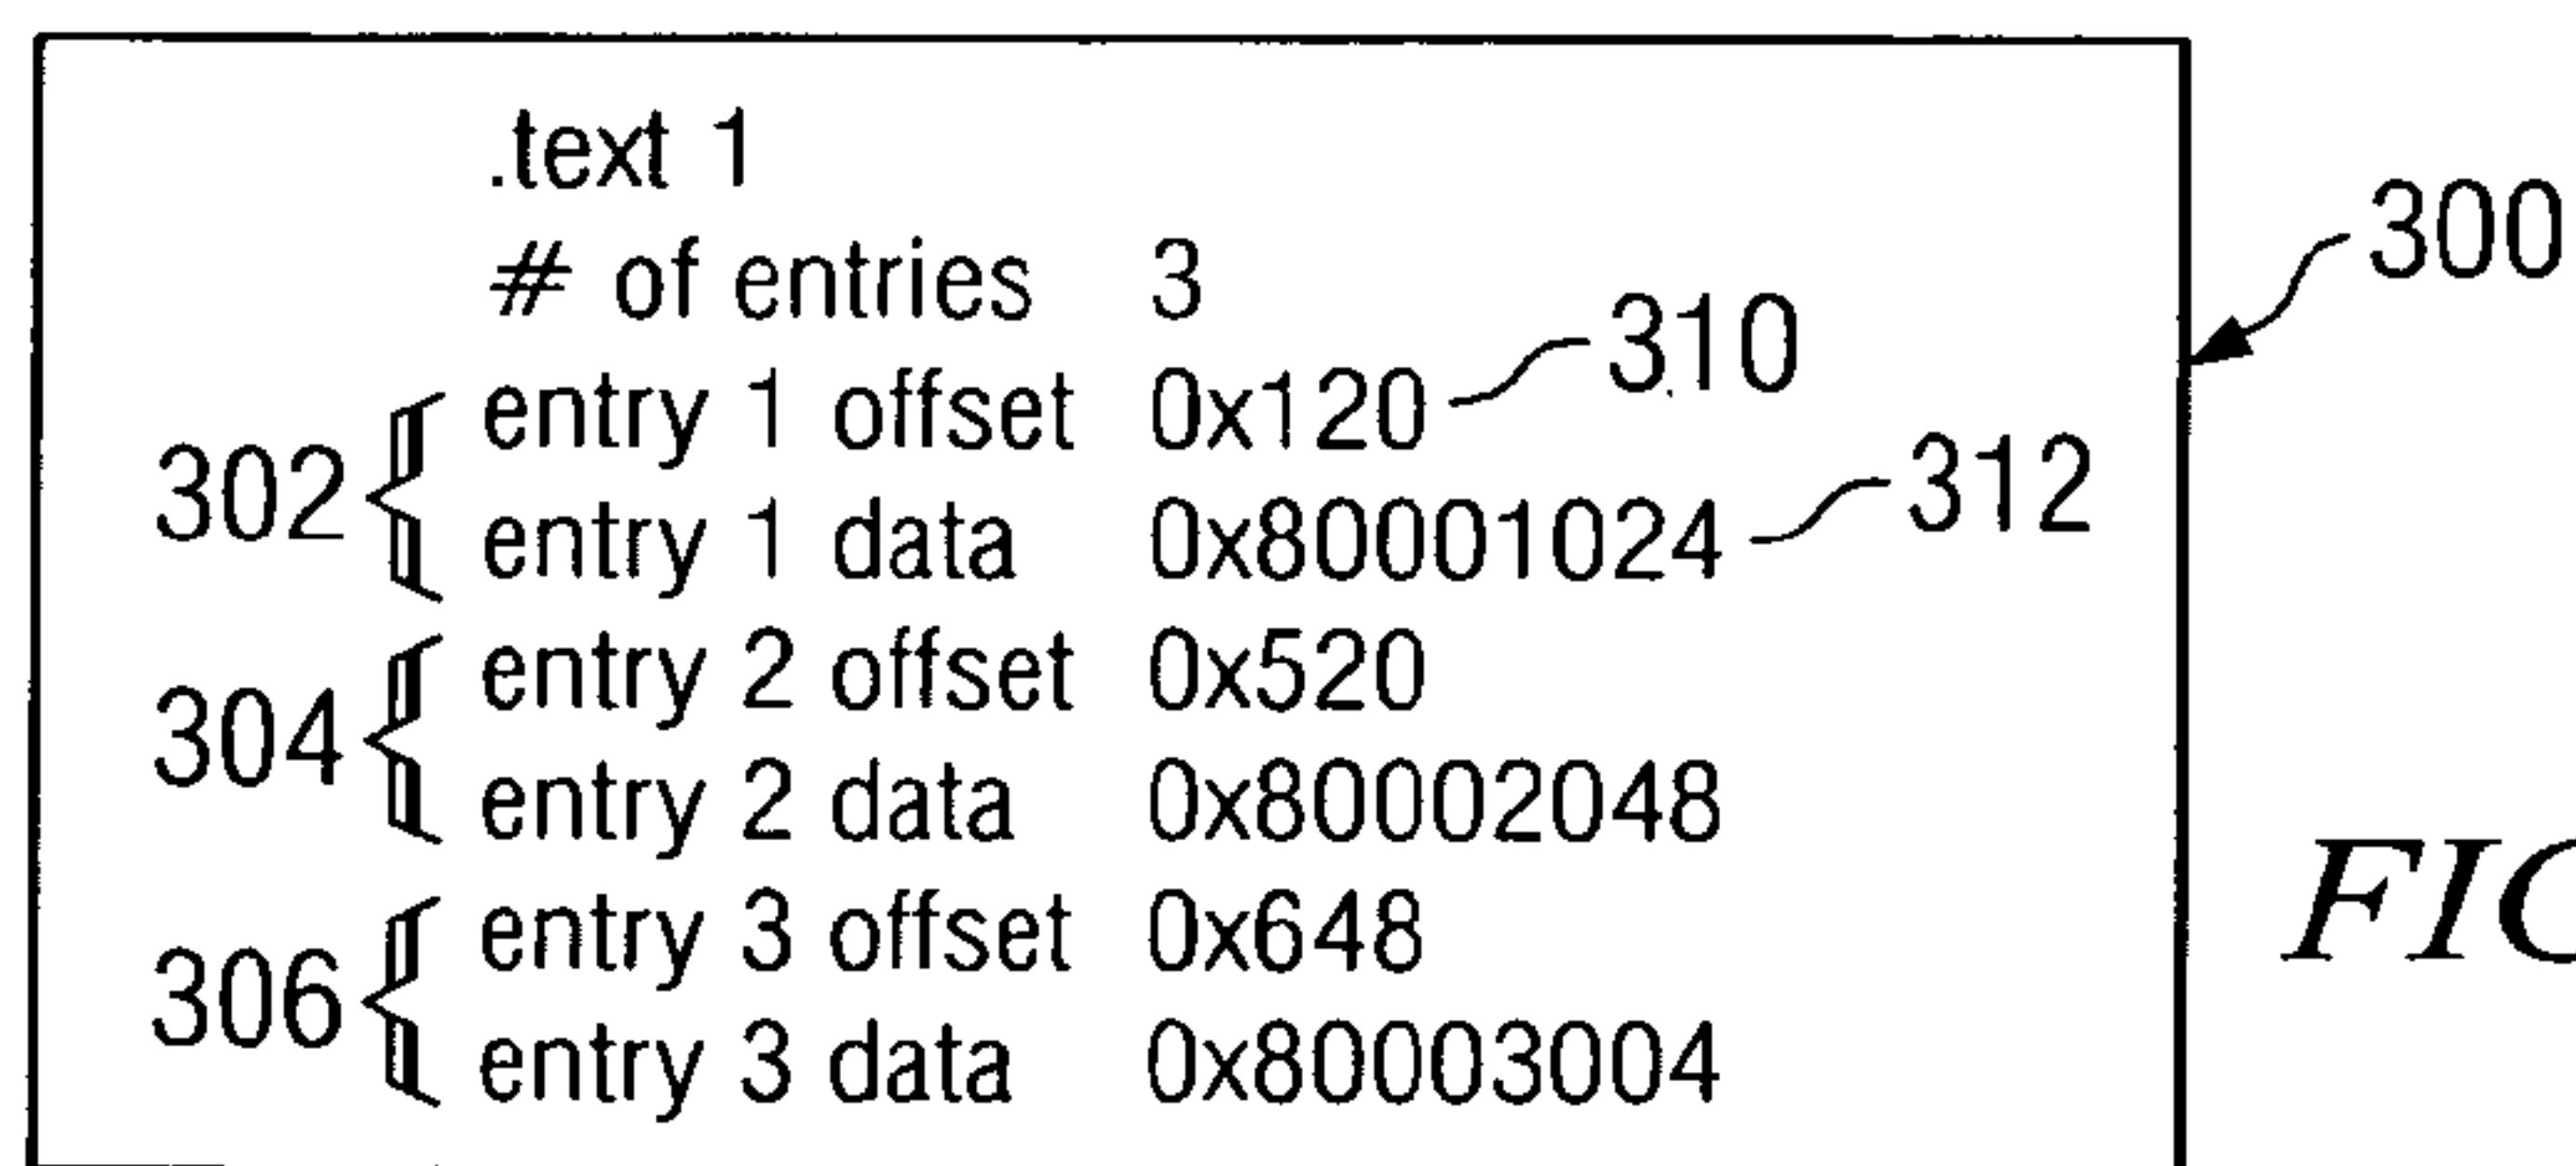 .text 1
# of entries 3
300
310
entry 1 offset 0x120
302
312
entry 1 data 0x80001024
entry 2 offset 0x520
304
entry 2 data 0x80002048
entry 3 offset 0x648
306
entry 3 data 0x80003004